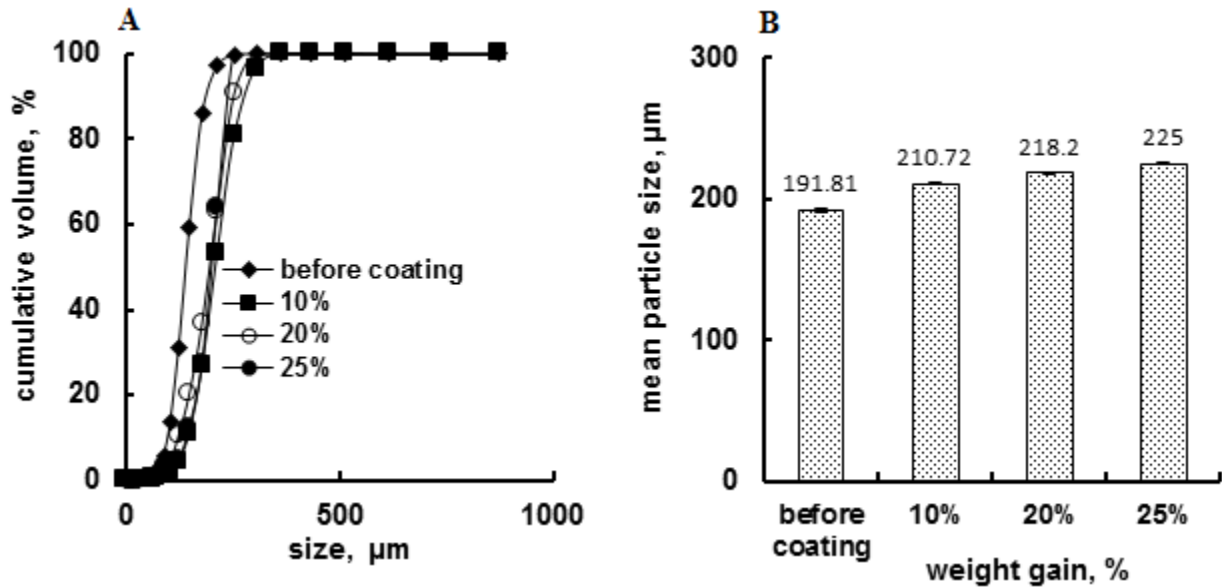 A
cumulative volume, %
100
80
60
40
20
0
before coating
10%
20%
25%
0
500
1000
size, µm
B
mean particle size, µm
300
200
100
0
191.81
210.72
218.2
225
before
coating
10%
20%
25%
weight gain, %